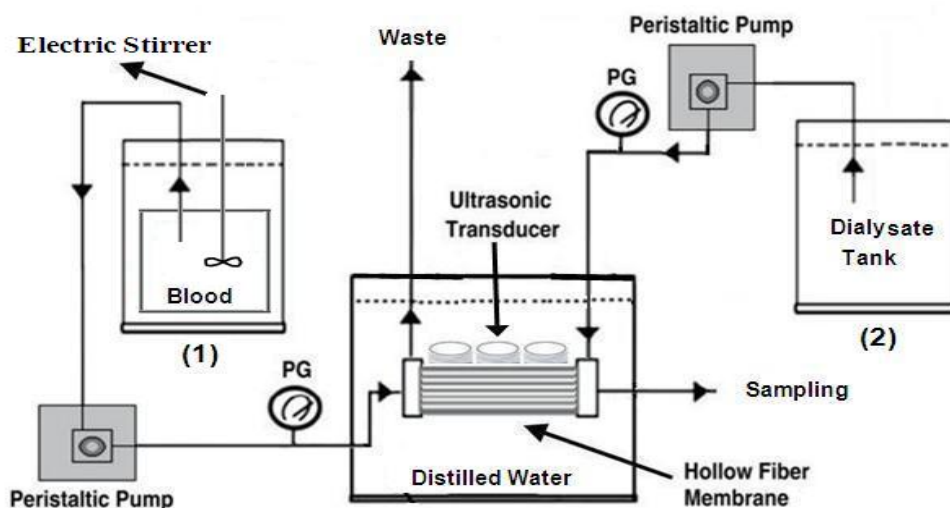 Peristaltic Pump
Waste
Electric Stirrer
PG
Ultrasonic
Transducer
Dialysate
Tank
Blood
(1)
(2)
PG
Sampling
Distilled Water
Hollow Fiber
Membrane
Peristaltic Pump